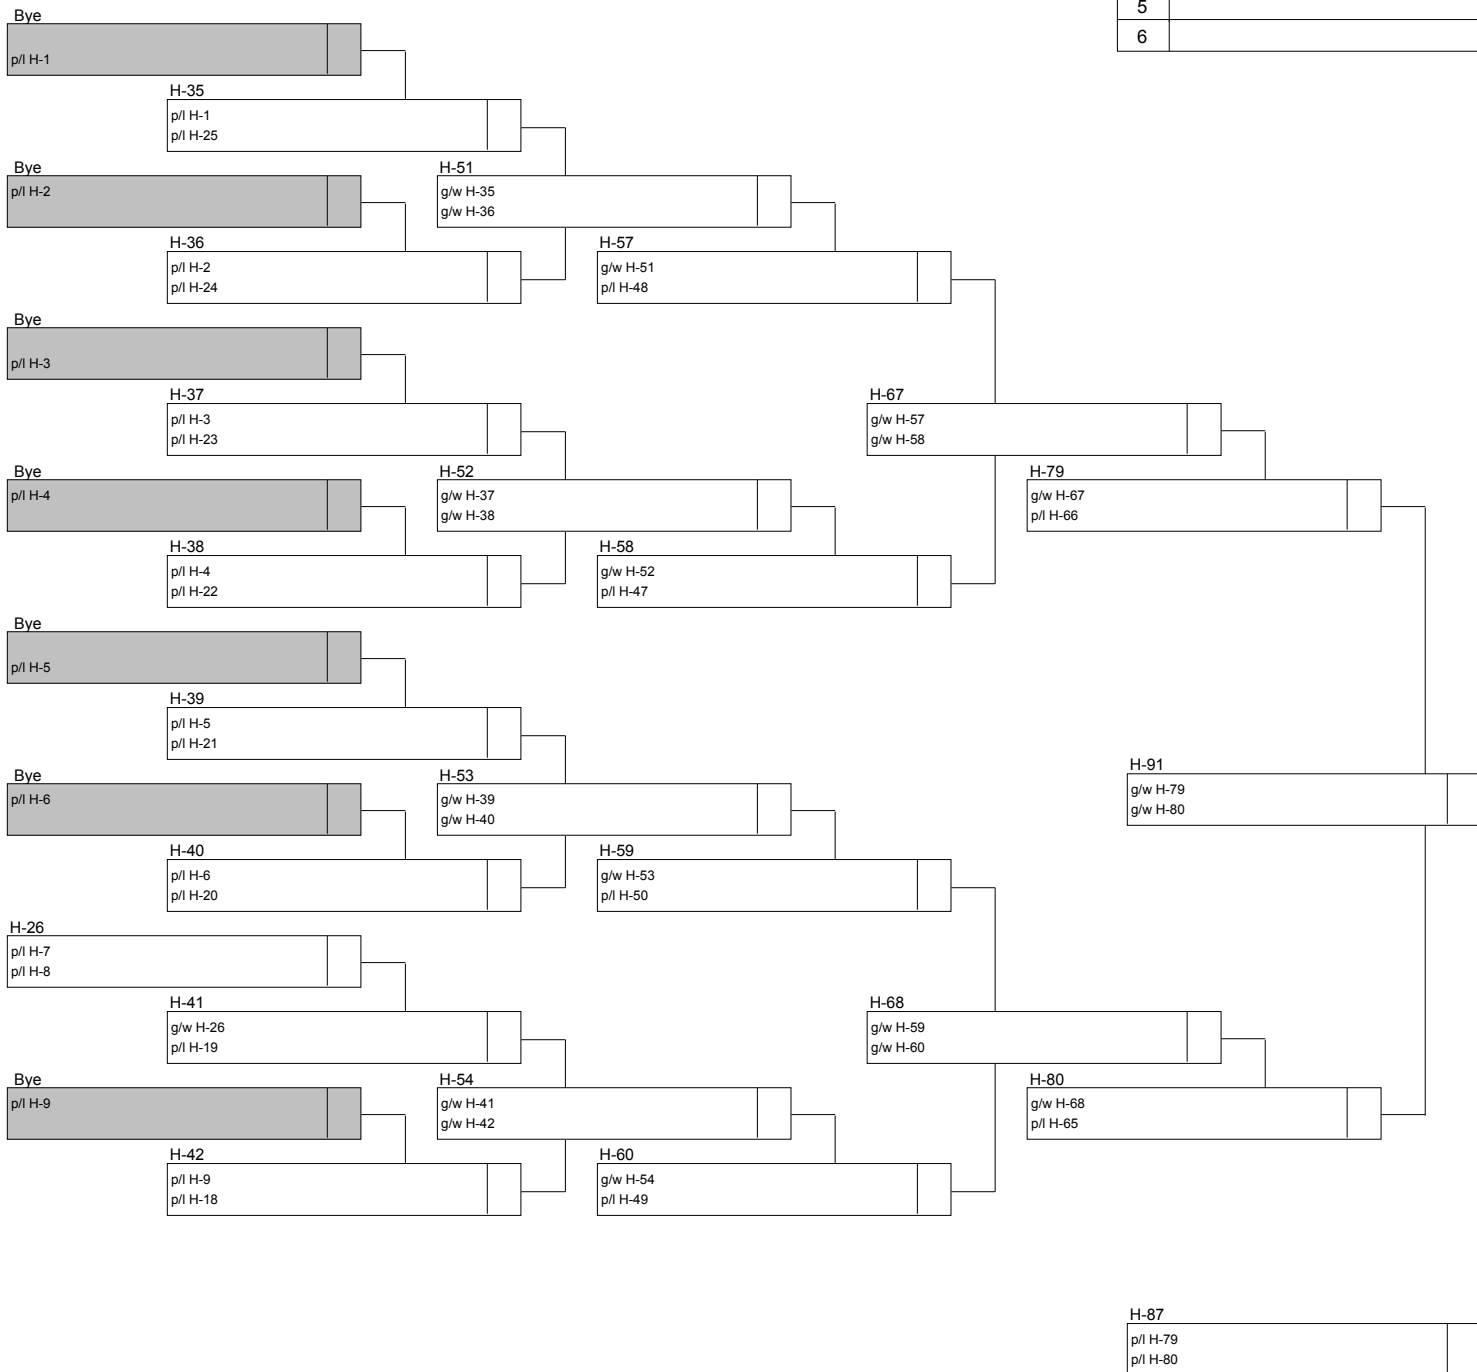 5
6
Bye
p/l H-1
H-35
p/l H-1
p/l H-25
Bye
p/l H-2
H-51
g/w H-35
g/w H-36
H-36
p/l H-2
p/l H-24
H-57
g/w H-51
p/l H-48
Bye
p/l H-3
H-37
p/l H-3
p/l H-23
H-67
g/w H-57
g/w H-58
Bye
p/l H-4
H-52
g/w H-37
g/w H-38
H-79
g/w H-67
p/l H-66
H-38
p/l H-4
p/l H-22
H-58
g/w H-52
p/l H-47
Bye
p/l H-5
H-39
p/l H-5
p/l H-21
H-91
g/w H-79
g/w H-80
Bye
p/l H-6
H-53
g/w H-39
g/w H-40
H-40
p/l H-6
p/l H-20
H-59
g/w H-53
p/l H-50
H-26
p/l H-7
p/l H-8
H-41
g/w H-26
p/l H-19
H-68
g/w H-59
g/w H-60
Bye
p/l H-9
H-54
g/w H-41
g/w H-42
H-80
g/w H-68
p/l H-65
H-42
p/l H-9
p/l H-18
H-60
g/w H-54
p/l H-49
H-87
p/l H-79
p/l H-80